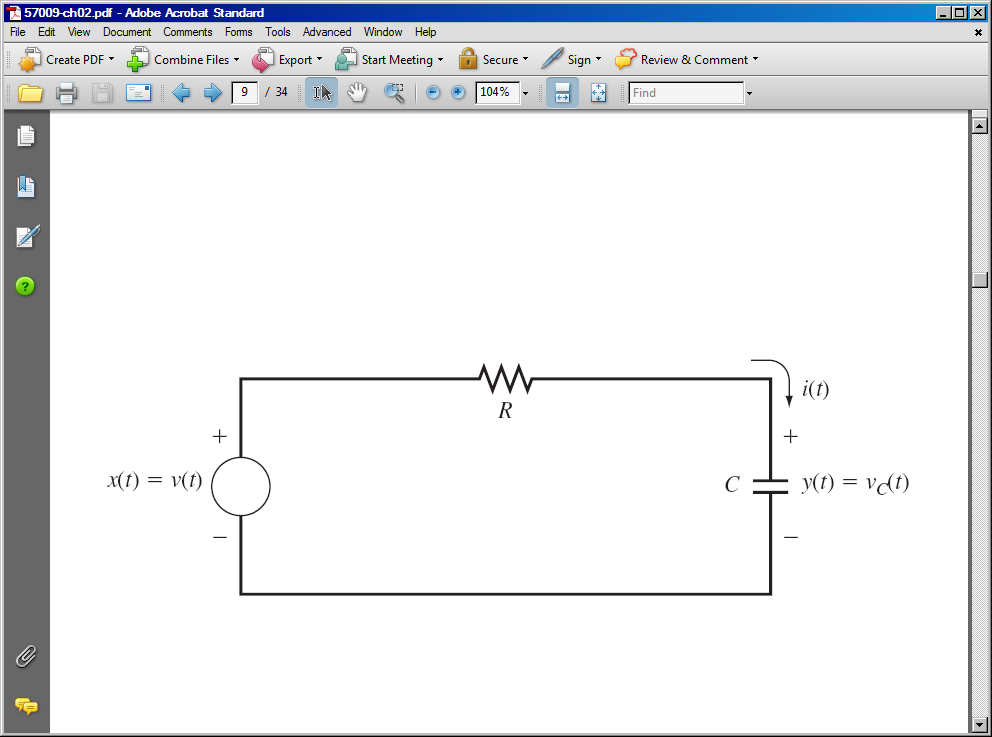 57009-ch02.pdf - Adobe Acrobat Standard
File Edit View Document Comments Forms Tools Advanced Window Help
Create PDF Combine Files Export Start Meeting Secure Sign Review & Comment
9 / 34 104% Find
i(t)
R
+ +
x(t) = v(t) C y(t) = v_C(t)
− −